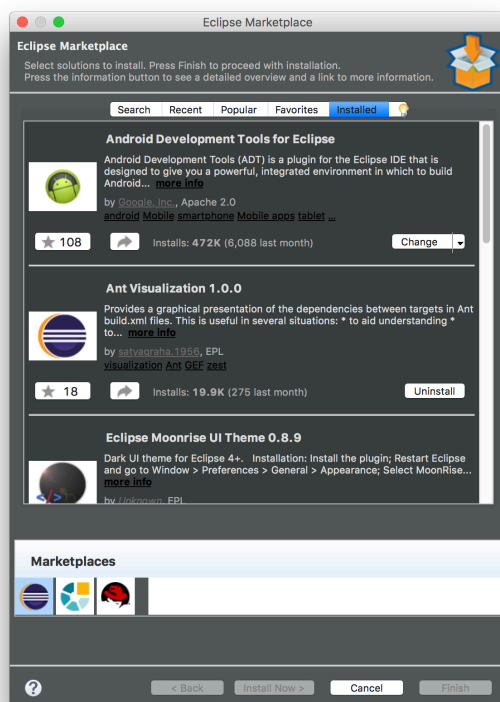 Eclipse Marketplace
Eclipse Marketplace
Select solutions to install. Press Finish to proceed with installation.
Press the information button to see a detailed overview and a link to more information.
Search Recent Popular Favorites Installed
Android Development Tools for Eclipse
Android Development Tools (ADT) is a plugin for the Eclipse IDE that is
designed to give you a powerful, integrated environment in which to build
Android... more info
by Google, Inc., Apache 2.0
android Mobile smartphone Mobile apps tablet ...
108 Installs: 472K (6,088 last month) Change
Ant Visualization 1.0.0
Provides a graphical presentation of the dependencies between targets in Ant
build.xml files. This is useful in several situations: * to aid understanding *
to... more info
by satyagraha.1956, EPL
visualization Ant GEF zest
18 Installs: 19.9K (275 last month) Uninstall
Eclipse Moonrise UI Theme 0.8.9
Dark UI theme for Eclipse 4+. Installation: Install the plugin; Restart Eclipse
and go to Window > Preferences > General > Appearance; Select MoonRise...
more info
</>
by Unknown, EPL
Marketplaces
? < Back Install Now > Cancel Finish